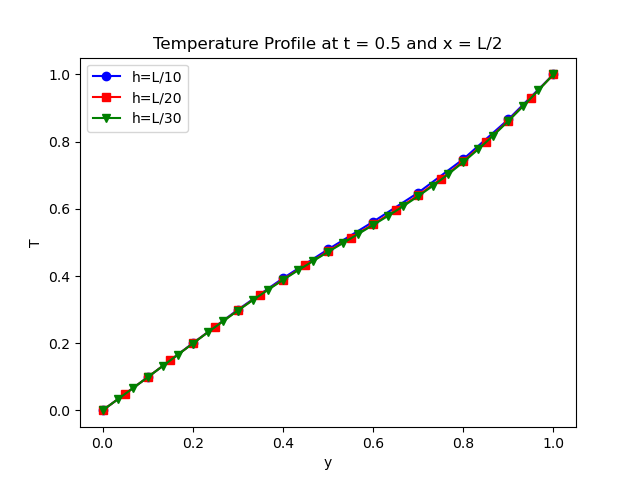 Temperature Profile at t = 0.5 and x = L/2
h=L/10
h=L/20
h=L/30
1.0
0.8
0.6
0.4
0.2
0.0
T
0.0 0.2 0.4 0.6 0.8 1.0
y